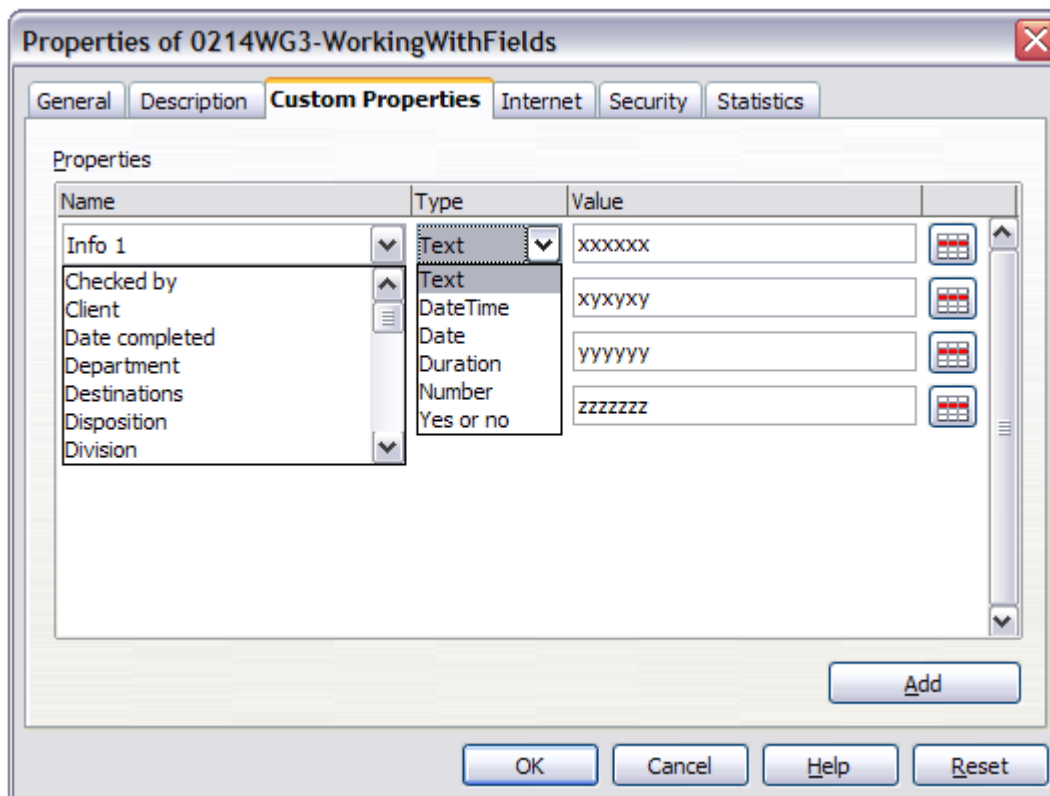 Properties of 0214WG3-WorkingWithFields
General Description Custom Properties Internet Security Statistics
Properties
Name Type Value
Info 1 Text xxxxxx
Checked by Text
Client DateTime xyxyxy
Date completed Date
Department Duration yyyyyy
Destinations Number
Disposition Yes or no zzzzzzz
Division
Add
OK Cancel Help Reset